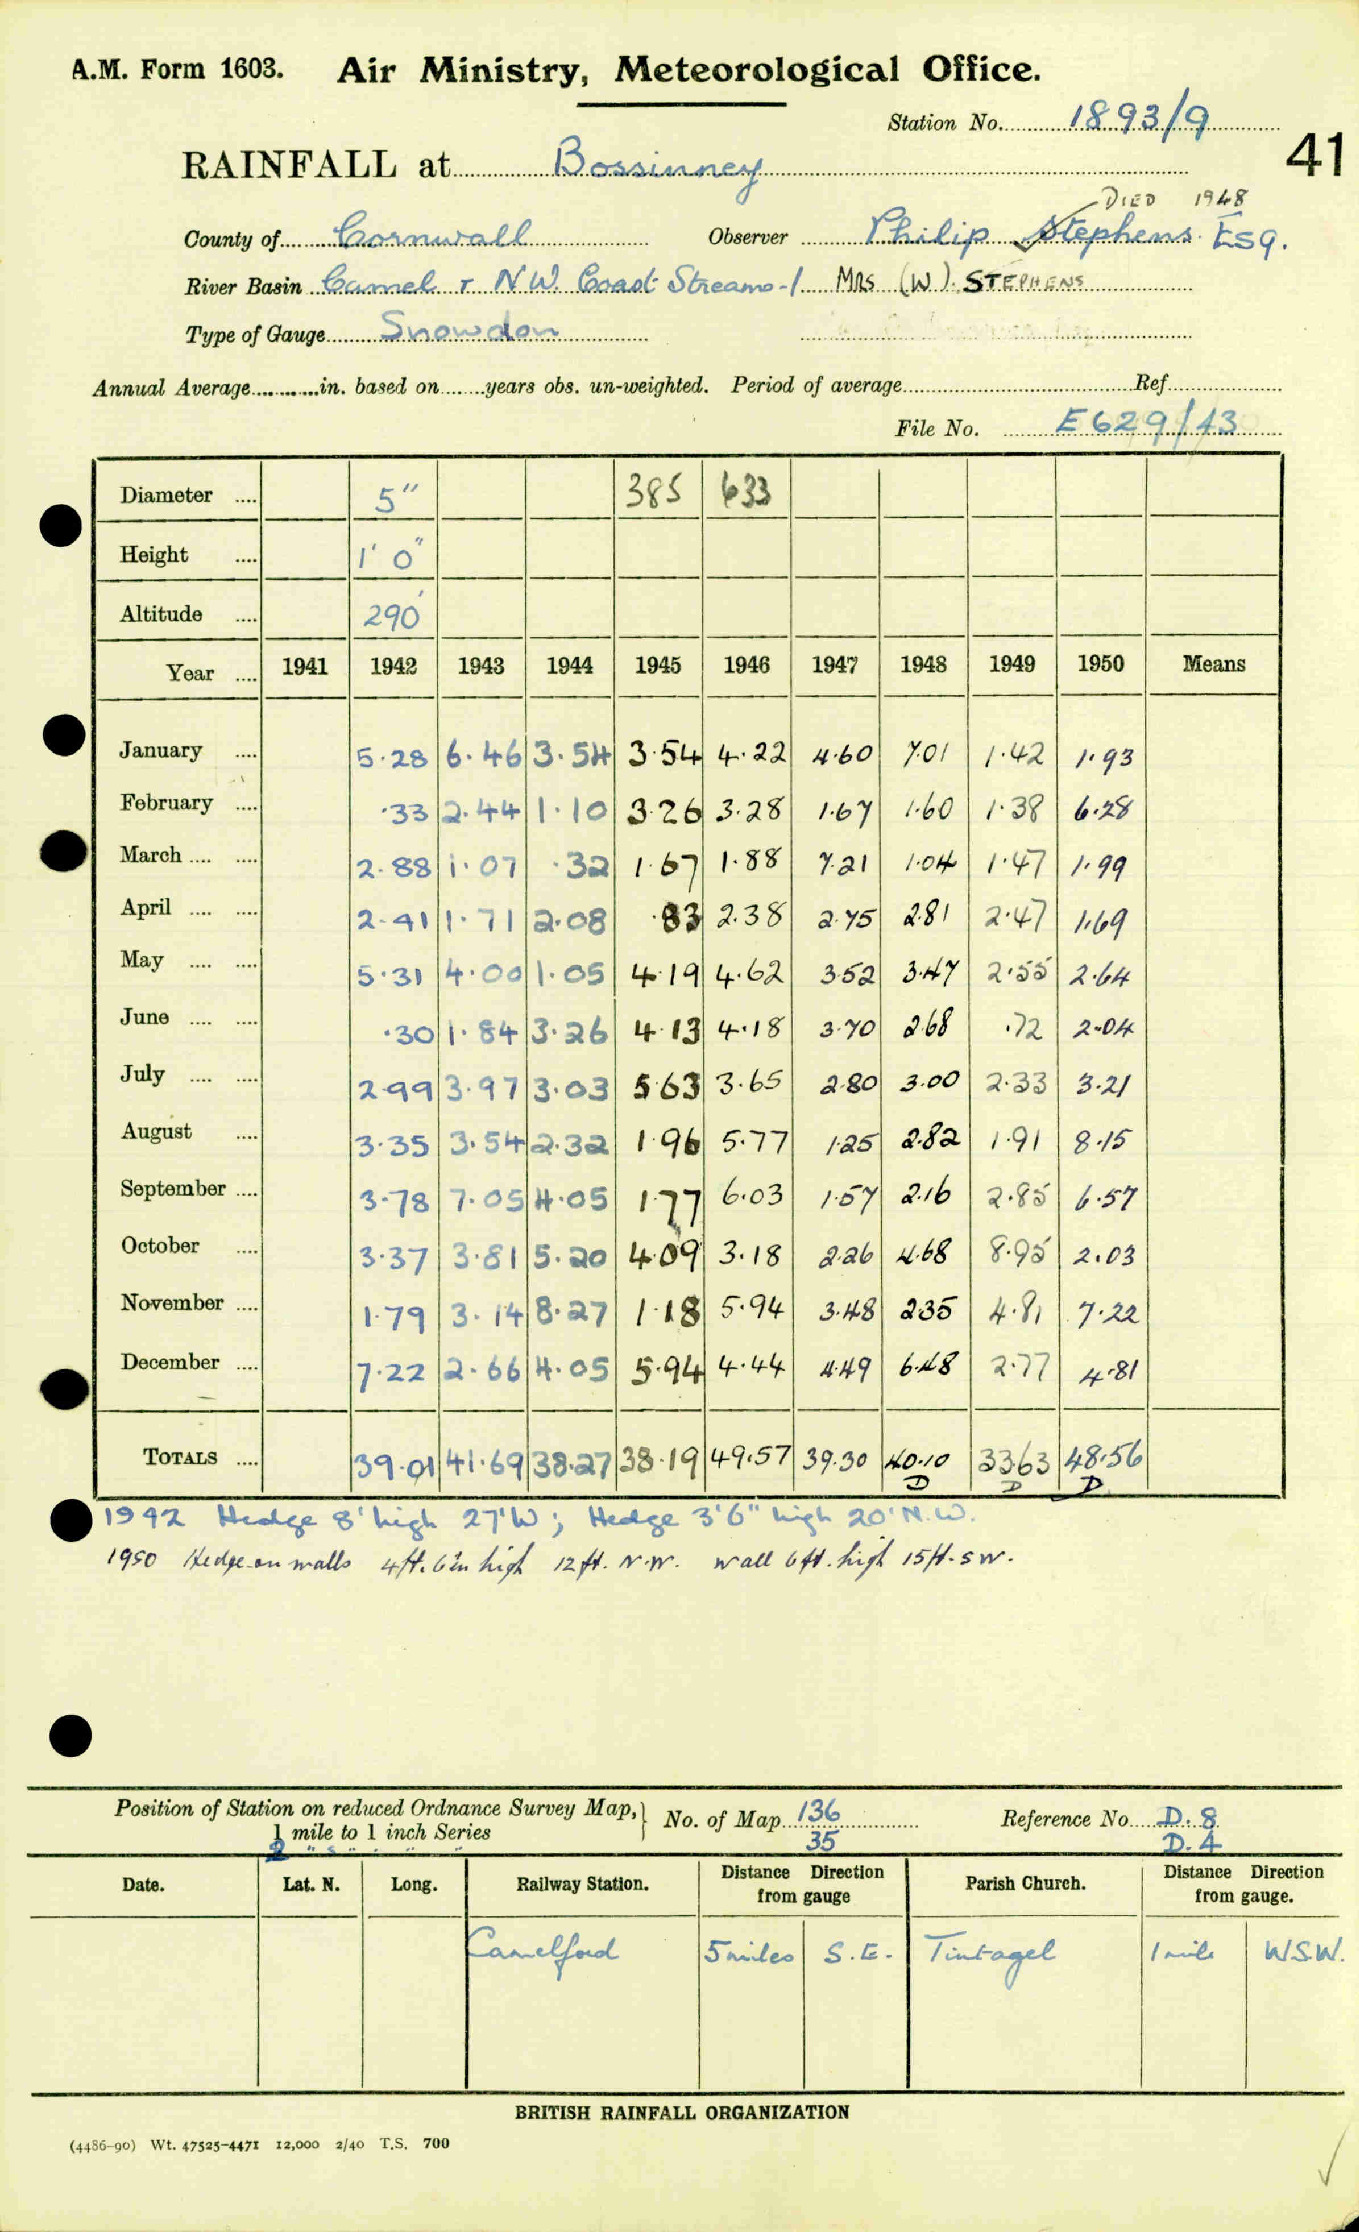 A.M. Form 1603. Air Ministry, Meteorological Office.
Station No. 1893/9
41
RAINFALL at Bossinney
DIED 1948
County of Cornwall Observer Philip Stephens Esq.
River Basin Camel & NW Coast Streams-1 MRS (W). STEPHENS
Type of Gauge Snowdon
Annual Average in. based on years obs. un-weighted. Period of average Ref
File No. E629/43
Diameter 5" 385 633
Height 1' 0"
Altitude 290'
Year 1941 1942 1943 1944 1945 1946 1947 1948 1949 1950 Means
January 5.28 6.46 3.54 3.54 4.22 4.60 7.01 1.42 1.93
February .33 2.44 1.10 3.26 3.28 1.67 1.60 1.38 6.28
March 2.88 1.07 .32 1.67 1.88 7.21 1.04 1.47 1.99
April 2.41 1.71 2.08 .83 2.38 2.75 2.81 2.47 1.69
May 5.31 4.00 1.05 4.19 4.62 3.52 3.47 2.55 2.64
June .30 1.84 3.26 4.13 4.18 3.70 2.68 .72 2.04
July 2.99 3.97 3.03 5.63 3.65 2.80 3.00 2.33 3.21
August 3.35 3.54 2.32 1.96 5.77 1.25 2.82 1.91 8.15
September 3.78 7.05 4.05 1.77 6.03 1.57 2.16 2.85 6.57
October 3.37 3.81 5.20 4.09 3.18 2.26 4.68 8.95 2.03
November 1.79 3.14 8.27 1.18 5.94 3.48 2.35 4.81 7.22
December 7.22 2.66 4.05 5.94 4.44 4.49 6.48 2.77 4.81
TOTALS 39.01 41.69 38.27 38.19 49.57 39.30 40.10 33.63 48.56
D D D
1942 Hedge 8' high 27' W; Hedge 3'6" high 20' N.W.
1950 Hedge on walls 4ft. 6in high 12 ft. N.W. wall 6ft. high 15ft. SW.
Position of Station on reduced Ordnance Survey Map, No. of Map 136 Reference No. D.8
1 mile to 1 inch Series 35 D.4
2 " " " "
Date. Lat. N. Long. Railway Station. Distance Direction from gauge Parish Church. Distance Direction from gauge.
Camelford 5 miles S.E. Tintagel 1 mile W.S.W.
BRITISH RAINFALL ORGANIZATION
(4486-90) Wt. 47525-4471 12,000 2/40 T.S. 700